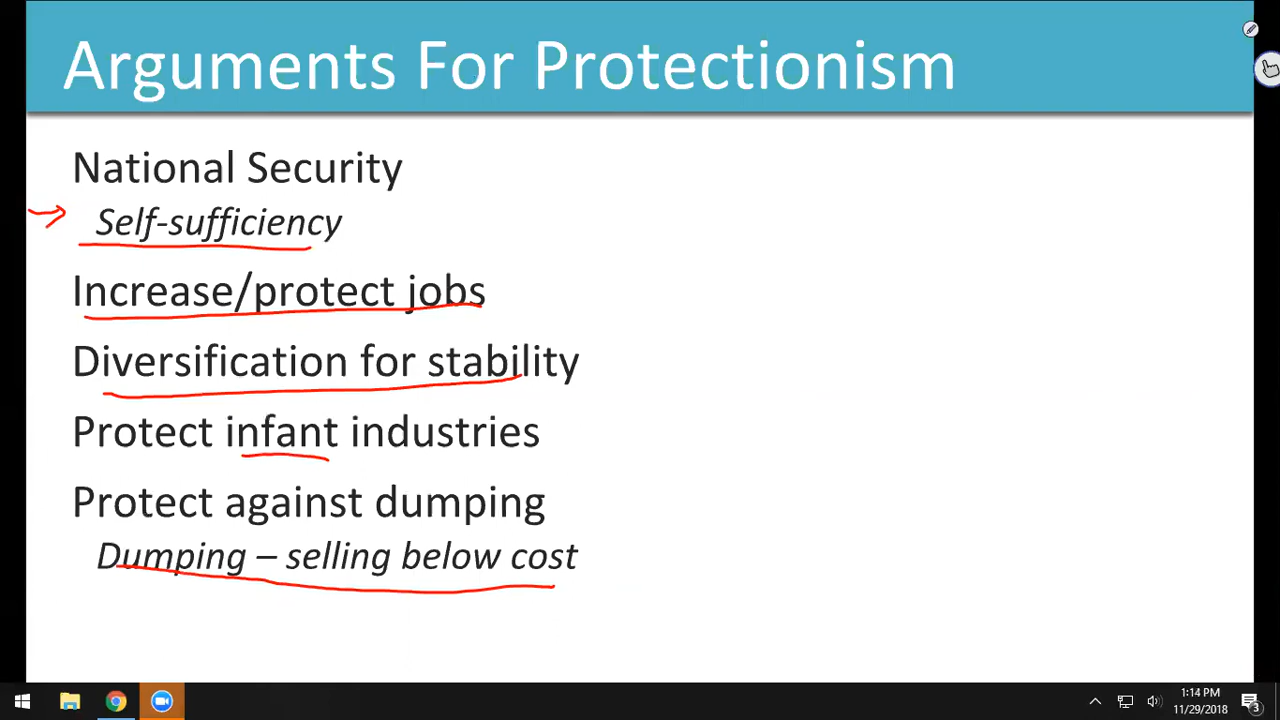 Arguments For Protectionism
National Security
Self-sufficiency
Increase/protect jobs
Diversification for stability
Protect infant industries
Protect against dumping
Dumping – selling below cost
1:14 PM
11/29/2018
3